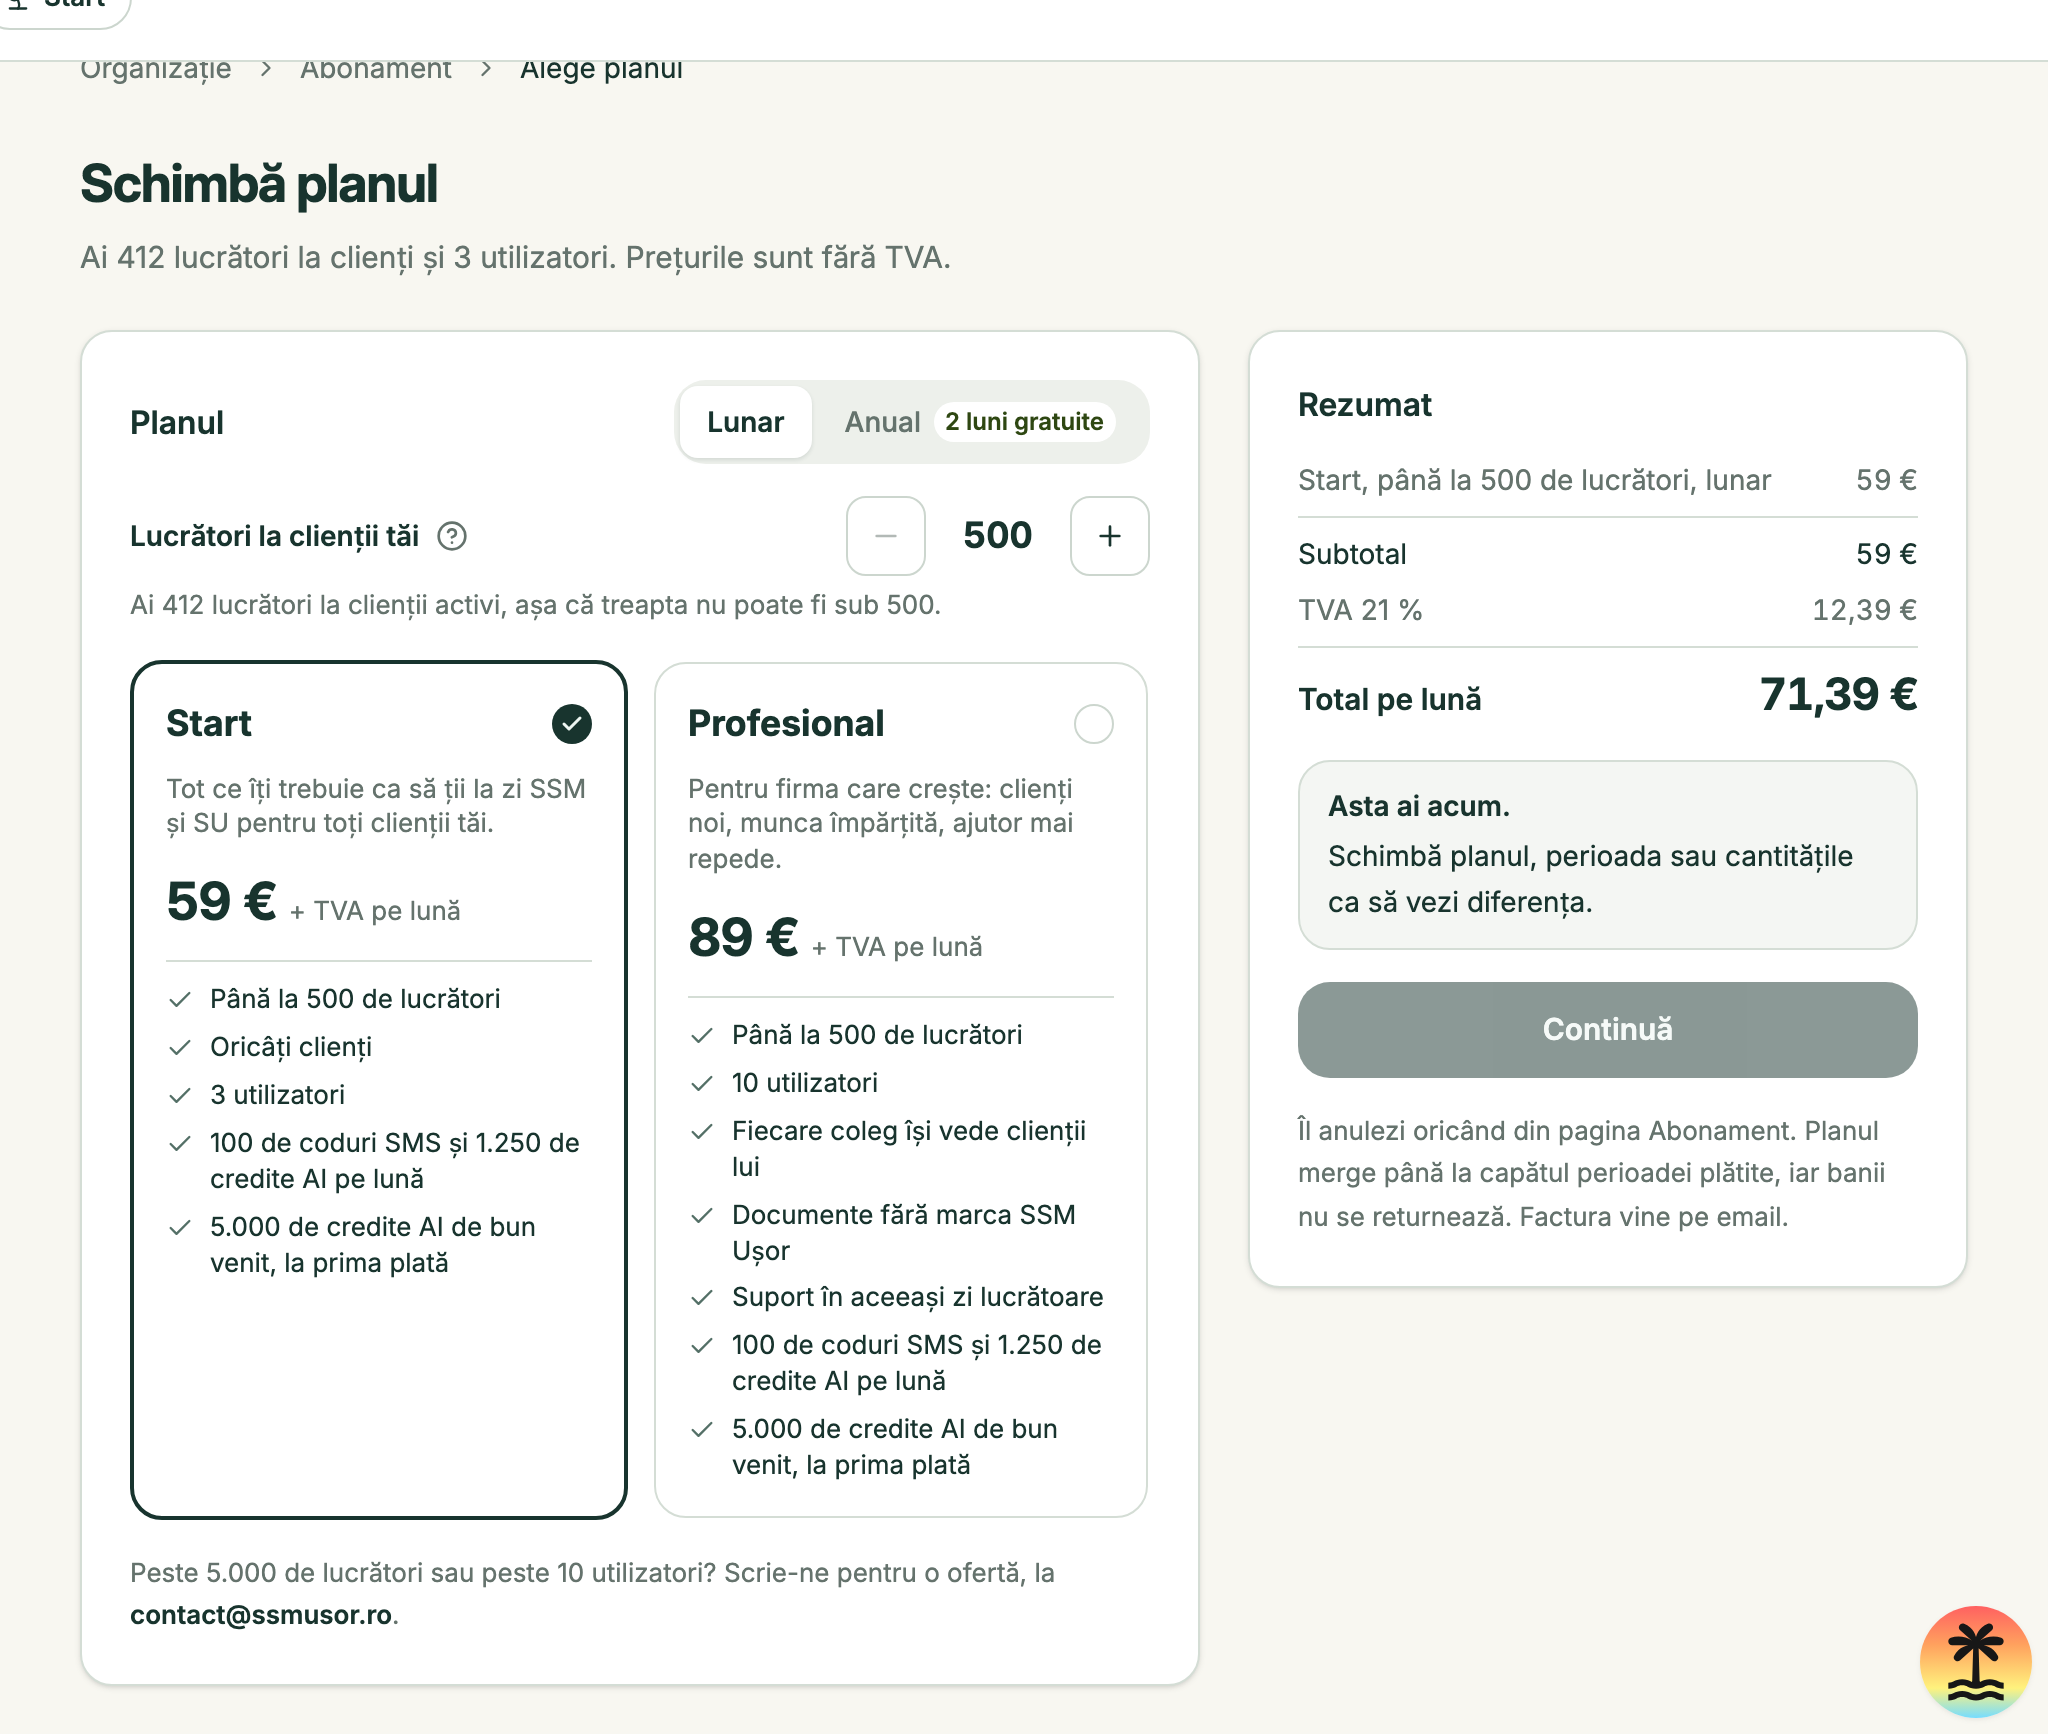 Start
Organizație > Abonament > Alege planul
Schimbă planul
Ai 412 lucrători la clienți și 3 utilizatori. Prețurile sunt fără TVA.
Planul
Lunar
Anual 2 luni gratuite
Lucrători la clienții tăi ?
− 500 +
Ai 412 lucrători la clienții activi, așa că treapta nu poate fi sub 500.
Start
Tot ce îți trebuie ca să ții la zi SSM
și SU pentru toți clienții tăi.
59 € + TVA pe lună
Până la 500 de lucrători
Oricâți clienți
3 utilizatori
100 de coduri SMS și 1.250 de
credite AI pe lună
5.000 de credite AI de bun
venit, la prima plată
Profesional
Pentru firma care crește: clienți
noi, munca împărțită, ajutor mai
repede.
89 € + TVA pe lună
Până la 500 de lucrători
10 utilizatori
Fiecare coleg își vede clienții
lui
Documente fără marca SSM
Ușor
Suport în aceeași zi lucrătoare
100 de coduri SMS și 1.250 de
credite AI pe lună
5.000 de credite AI de bun
venit, la prima plată
Peste 5.000 de lucrători sau peste 10 utilizatori? Scrie-ne pentru o ofertă, la
contact@ssmusor.ro.
Rezumat
Start, până la 500 de lucrători, lunar 59 €
Subtotal 59 €
TVA 21 % 12,39 €
Total pe lună 71,39 €
Asta ai acum.
Schimbă planul, perioada sau cantitățile
ca să vezi diferența.
Continuă
Îl anulezi oricând din pagina Abonament. Planul
merge până la capătul perioadei plătite, iar banii
nu se returnează. Factura vine pe email.